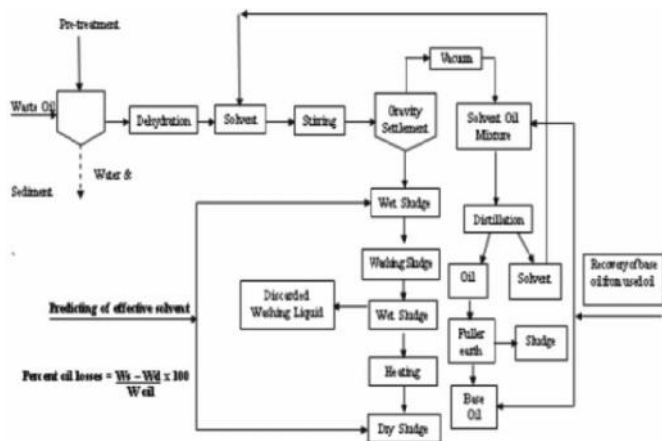 Pre-treatment
Waste Oil
Dehydration
Solvent
Stirring
Gravity
Settlement
Vacuum
Solvent Oil
Mixture
Water &
Sediment
Wet Sludge
Distillation
Washing Sludge
Oil
Solvent
Recovery of base
oil from used oil
Discarded
Washing Liquid
Wet Sludge
Predicting of effective solvent
Fuller
earth
Sludge
Heating
Percent oil losses = Ws – Wd x 100
W oil
Base
Oil
Dry Sludge